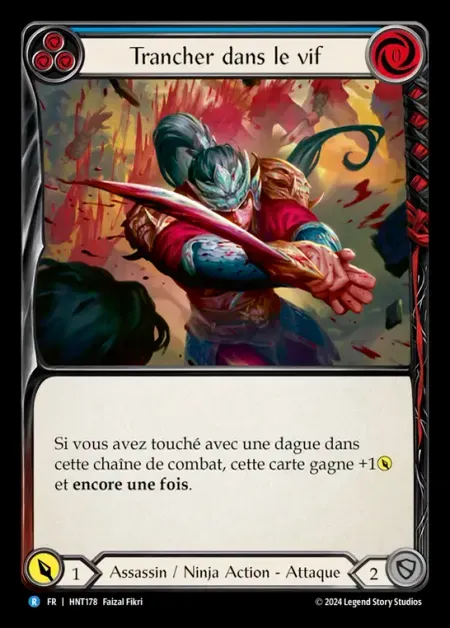 Trancher dans le vif
Si vous avez touché avec une dague dans
cette chaîne de combat, cette carte gagne +1
et encore une fois.
1
Assassin / Ninja Action - Attaque
2
R FR | HNT178 Faizal Fikri
© 2024 Legend Story Studios